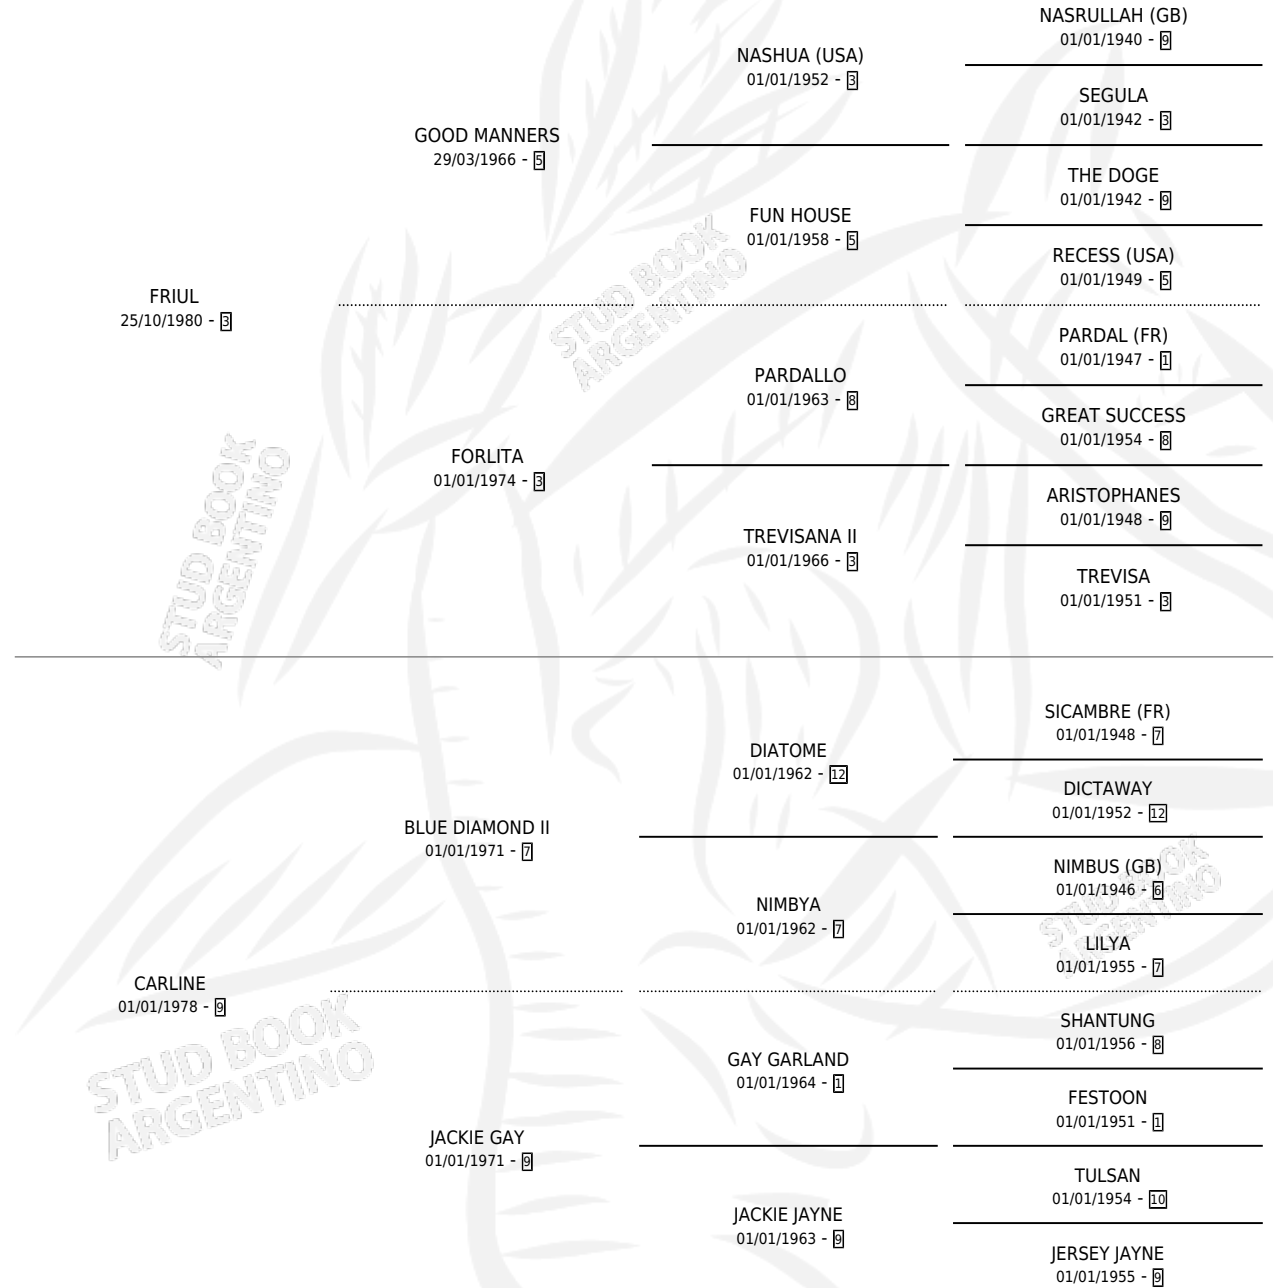 NASRULLAH (GB)
01/01/1940 - 9
NASHUA (USA)
01/01/1952 - 3
SEGULA
01/01/1942 - 3
GOOD MANNERS
29/03/1966 - 5
THE DOGE
01/01/1942 - 9
FUN HOUSE
01/01/1958 - 5
RECESS (USA)
01/01/1949 - 5
FRIUL
25/10/1980 - 3
PARDAL (FR)
01/01/1947 - 1
PARDALLO
01/01/1963 - 8
GREAT SUCCESS
01/01/1954 - 8
FORLITA
01/01/1974 - 3
ARISTOPHANES
01/01/1948 - 9
TREVISANA II
01/01/1966 - 3
TREVISA
01/01/1951 - 3
SICAMBRE (FR)
01/01/1948 - 7
DIATOME
01/01/1962 - 12
DICTAWAY
01/01/1952 - 12
BLUE DIAMOND II
01/01/1971 - 7
NIMBUS (GB)
01/01/1946 - 6
NIMBYA
01/01/1962 - 7
LILYA
01/01/1955 - 7
CARLINE
01/01/1978 - 9
SHANTUNG
01/01/1956 - 8
GAY GARLAND
01/01/1964 - 1
FESTOON
01/01/1951 - 1
JACKIE GAY
01/01/1971 - 9
TULSAN
01/01/1954 - 10
JACKIE JAYNE
01/01/1963 - 9
JERSEY JAYNE
01/01/1955 - 9
STUD BOOK
ARGENTINO
STUD BOOK
ARGENTINO
STUD BOOK
ARGENTINO
STUD BOOK
ARGENTINO